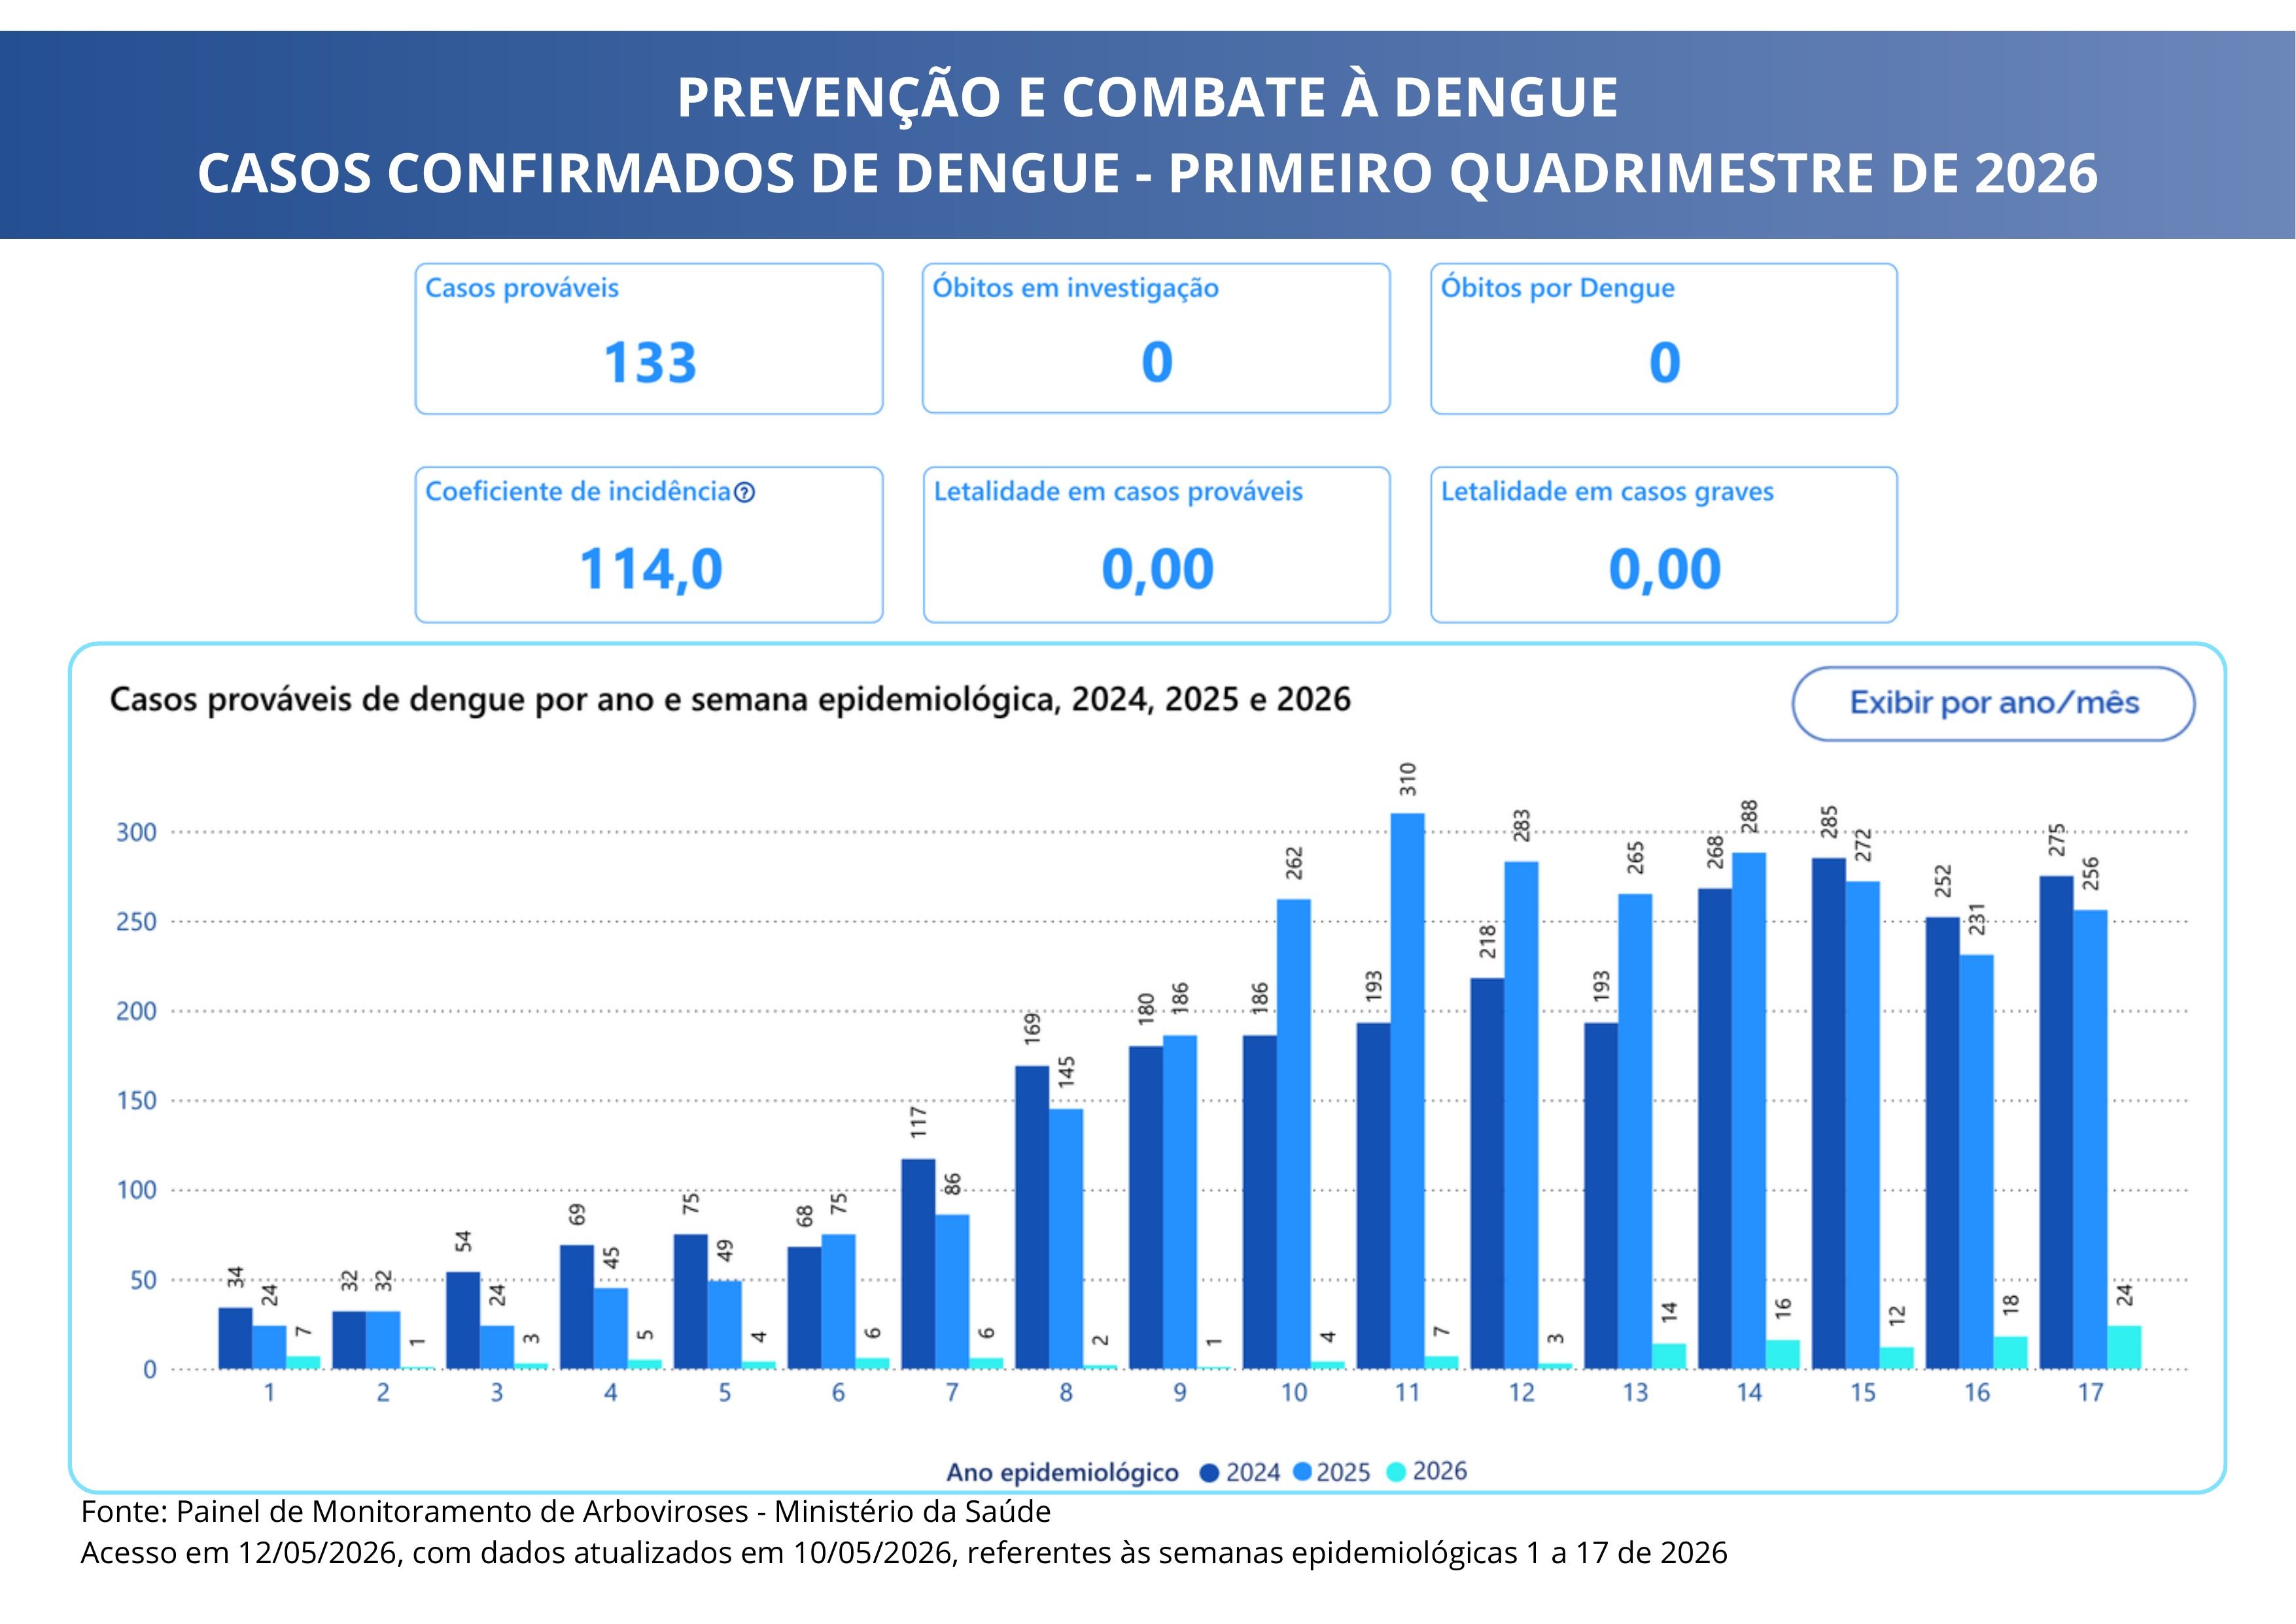 PREVENÇÃO E COMBATE À DENGUE
CASOS CONFIRMADOS DE DENGUE - PRIMEIRO QUADRIMESTRE DE 2026
Casos prováveis
133
Óbitos em investigação
0
Óbitos por Dengue
0
Coeficiente de incidência?
114,0
Letalidade em casos prováveis
0,00
Letalidade em casos graves
0,00
Casos prováveis de dengue por ano e semana epidemiológica, 2024, 2025 e 2026
Exibir por ano/mês
300
250
200
150
100
50
0
34 24 7
32 32 1
54 24 3
69 45 5
75 49 4
68 75 6
117 86 6
169 145 2
180 186 1
186 262 4
193 310 7
218 283 3
193 265 14
268 288 16
285 272 12
252 231 18
275 256 24
1 2 3 4 5 6 7 8 9 10 11 12 13 14 15 16 17
Ano epidemiológico 2024 2025 2026
Fonte: Painel de Monitoramento de Arboviroses - Ministério da Saúde
Acesso em 12/05/2026, com dados atualizados em 10/05/2026, referentes às semanas epidemiológicas 1 a 17 de 2026